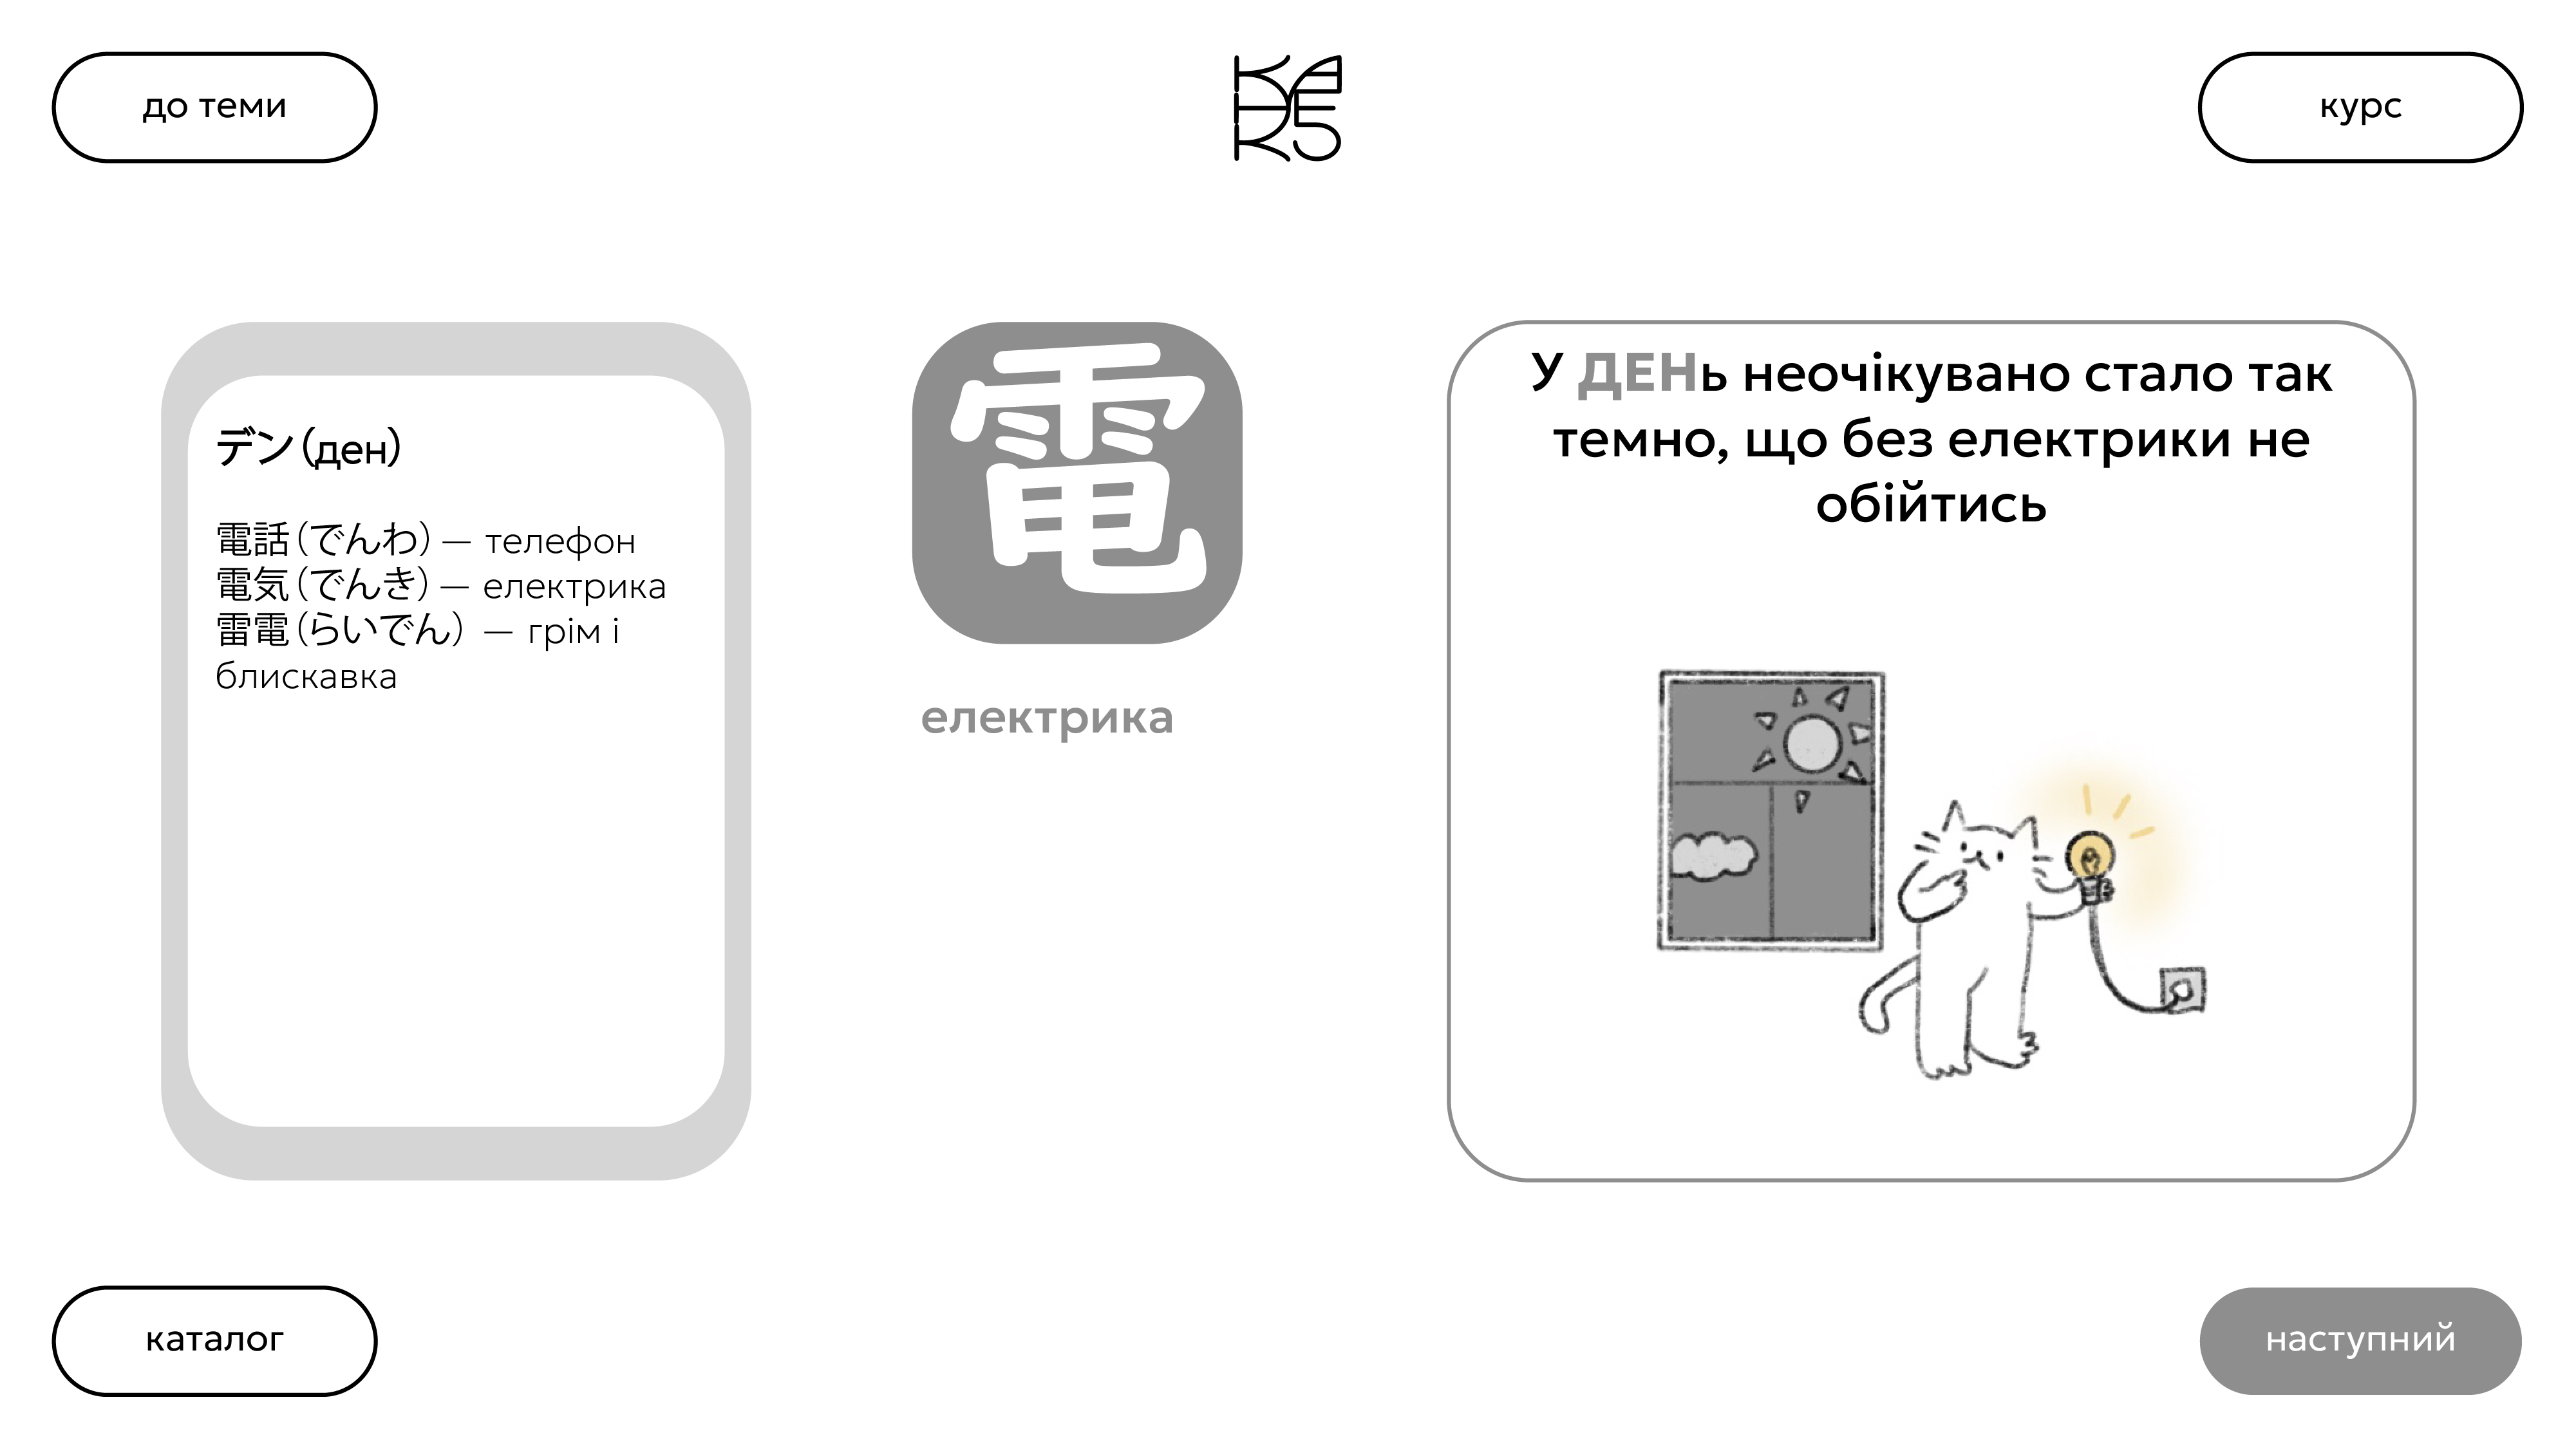 до теми
курс
デン (ден)
電話 (でんわ) — телефон
電気 (でんき) — електрика
雷電 (らいでん) — грім і
блискавка
電
електрика
У ДЕНь неочікувано стало так
темно, що без електрики не
обійтись
каталог
наступний